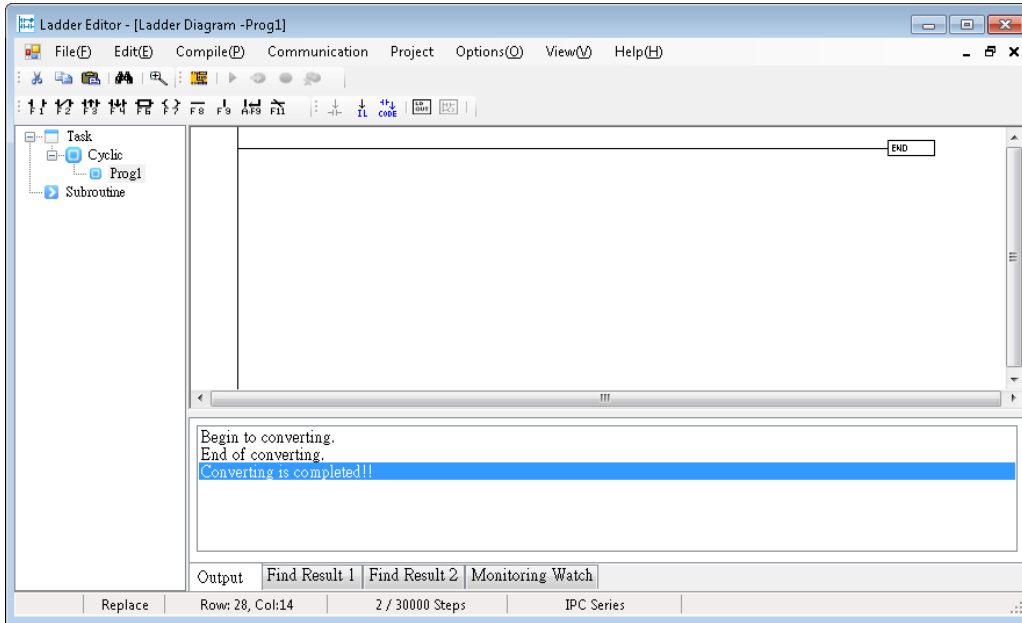 Ladder Editor - [Ladder Diagram -Prog1]
File(F) Edit(E) Compile(P) Communication Project Options(O) View(V) Help(H)
F1 F2 F3 F4 F6 F8 F9 AF9 F11 IL CODE LD OUT
Task
Cyclic
Prog1
Subroutine
END
Begin to converting.
End of converting.
Converting is completed!!
Output Find Result 1 Find Result 2 Monitoring Watch
Replace Row: 28, Col:14 2 / 30000 Steps IPC Series